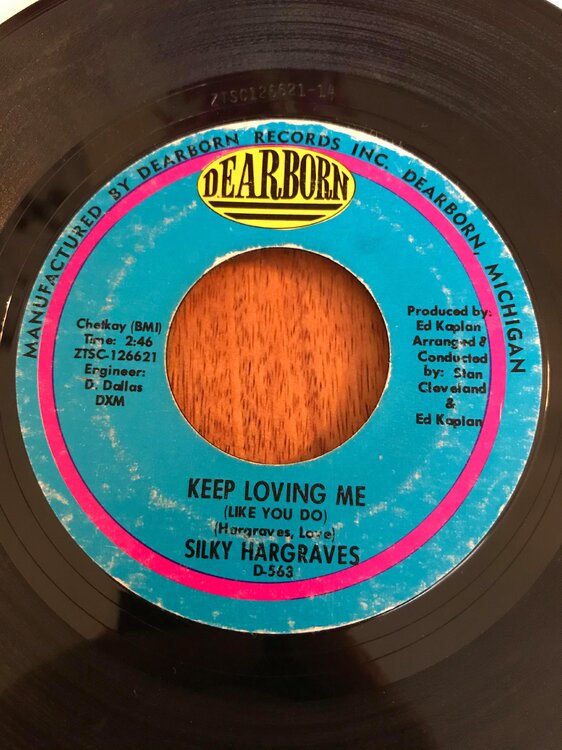 ZTSC126621-1A
MANUFACTURED BY DEARBORN RECORDS INC. DEARBORN, MICHIGAN
DEARBORN
Chetkay (BMI)
Time: 2:46
ZTSC-126621
Engineer:
D. Dallas
DXM
Produced by:
Ed Kaplan
Arranged &
Conducted
by: Stan
Cleveland
&
Ed Kaplan
KEEP LOVING ME
(LIKE YOU DO)
(Hargraves, Love)
SILKY HARGRAVES
D-563